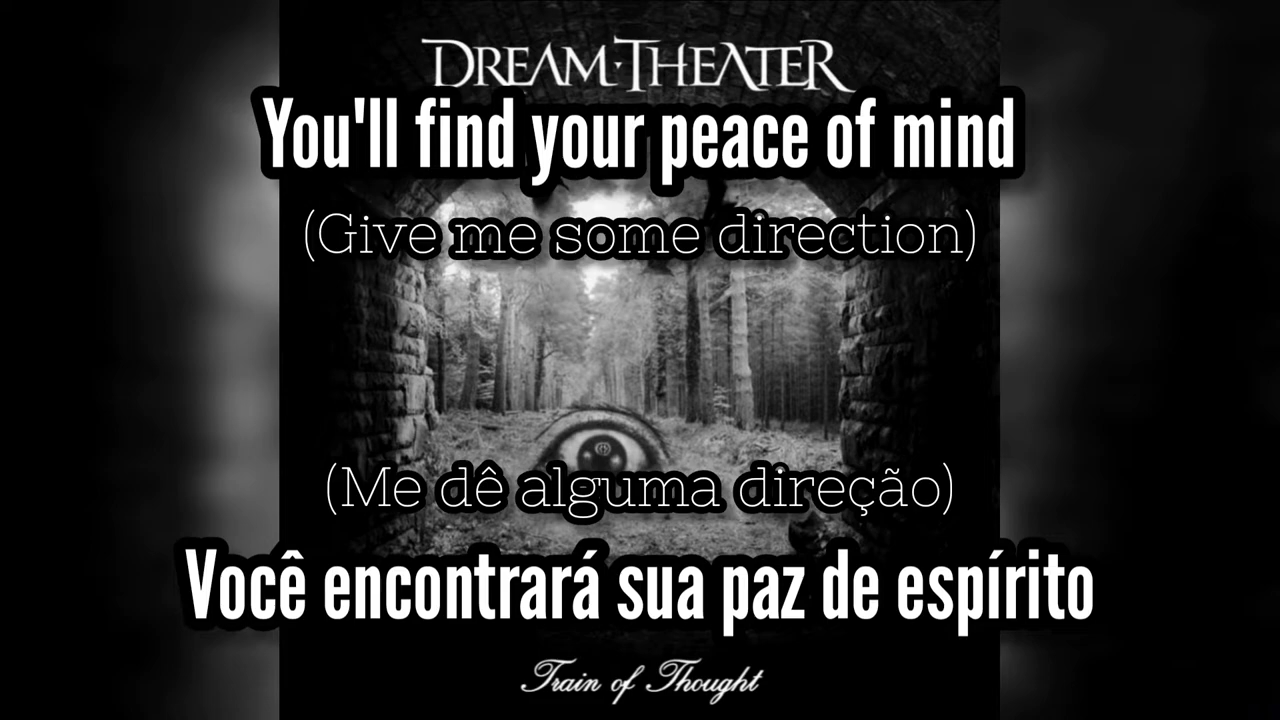 DREAM·THEATER
You'll find your peace of mind
(Give me some direction)
(Me dê alguma direção)
Você encontrará sua paz de espírito
Train of Thought